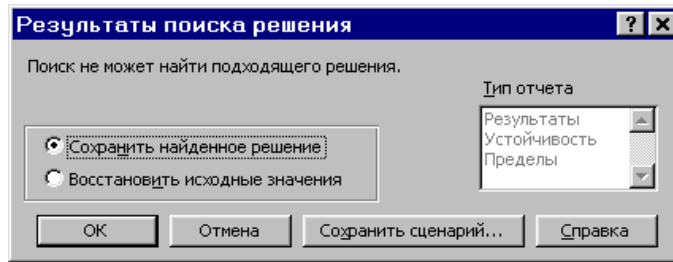 Результаты поиска решения
Поиск не может найти подходящего решения.
Тип отчета
Результаты
Устойчивость
Пределы
Сохранить найденное решение
Восстановить исходные значения
ОК
Отмена
Сохранить сценарий...
Справка